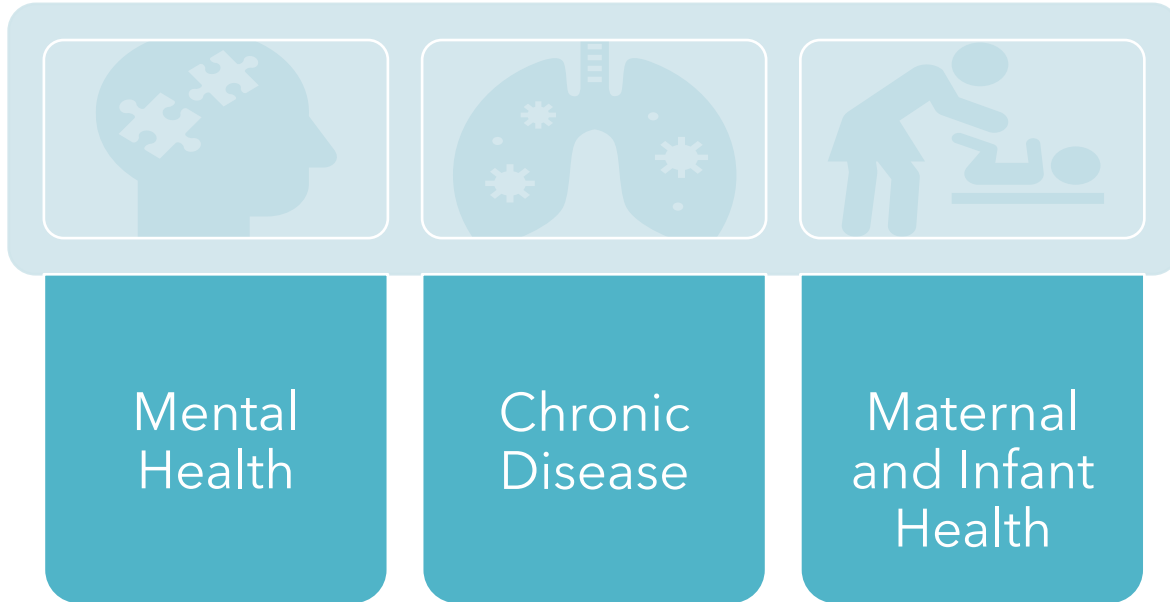 Mental
Health
Chronic
Disease
Maternal
and Infant
Health